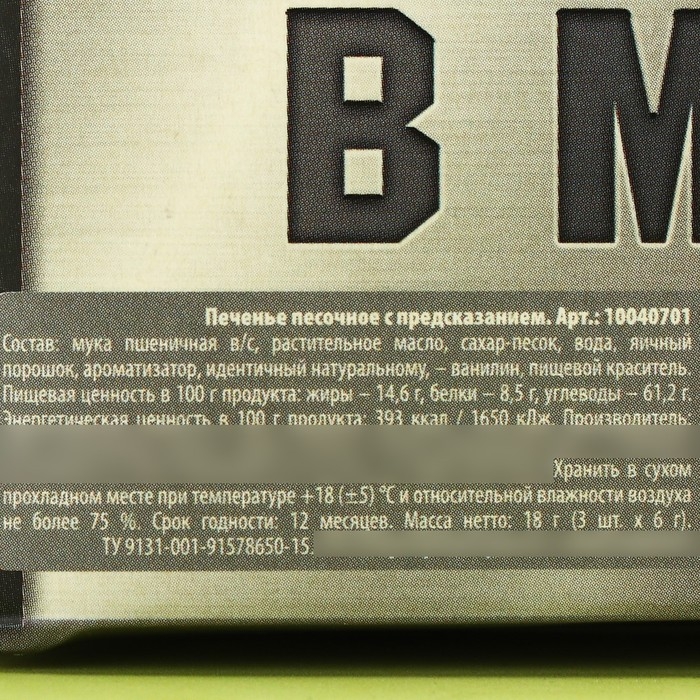 В М
Печенье песочное с предсказанием. Арт.: 10040701
Состав: мука пшеничная в/с, растительное масло, сахар-песок, вода, яичный
порошок, ароматизатор, идентичный натуральному, – ванилин, пищевой краситель.
Пищевая ценность в 100 г продукта: жиры – 14,6 г, белки – 8,5 г, углеводы – 61,2 г.
Энергетическая ценность в 100 г продукта: 393 ккал / 1650 кДж. Производитель:
Хранить в сухом
прохладном месте при температуре +18 (±5) °С и относительной влажности воздуха
не более 75 %. Срок годности: 12 месяцев. Масса нетто: 18 г (3 шт. х 6 г).
ТУ 9131-001-91578650-15.